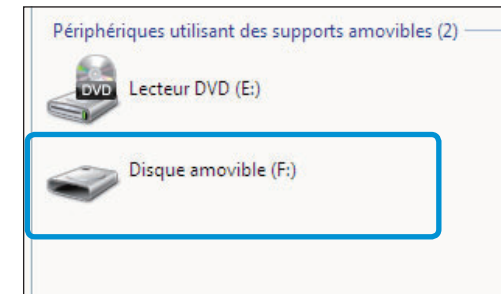 Périphériques utilisant des supports amovibles (2)
DVD
Lecteur DVD (E:)
Disque amovible (F:)